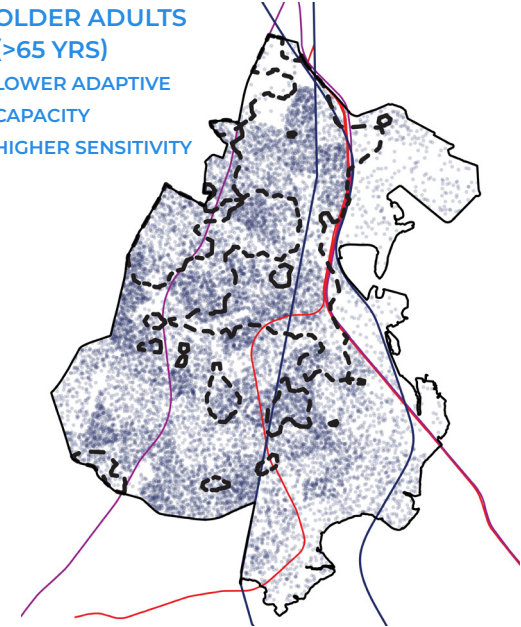 OLDER ADULTS
(>65 YRS)
LOWER ADAPTIVE
CAPACITY
HIGHER SENSITIVITY